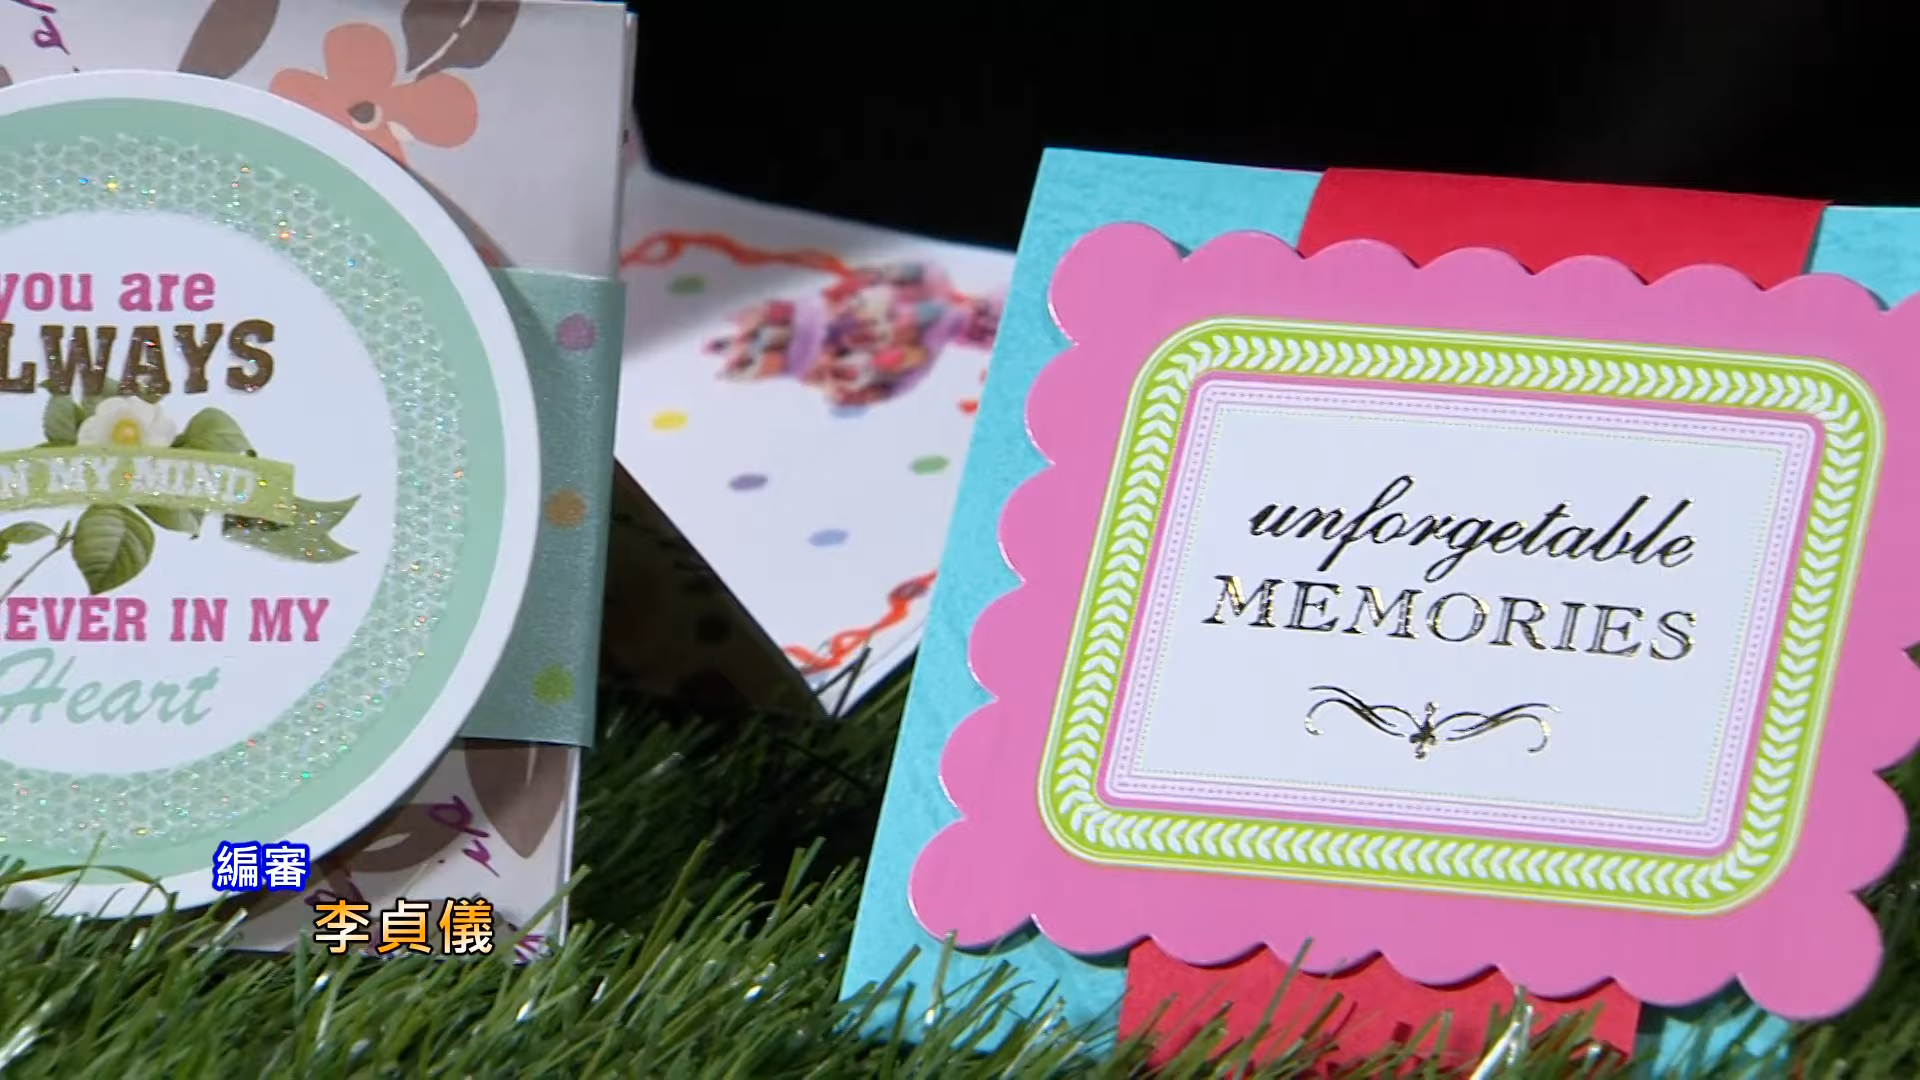 you are
LWAYS
N MY MIND
EVER IN MY
Heart
unforgetable
MEMORIES
編審
李貞儀